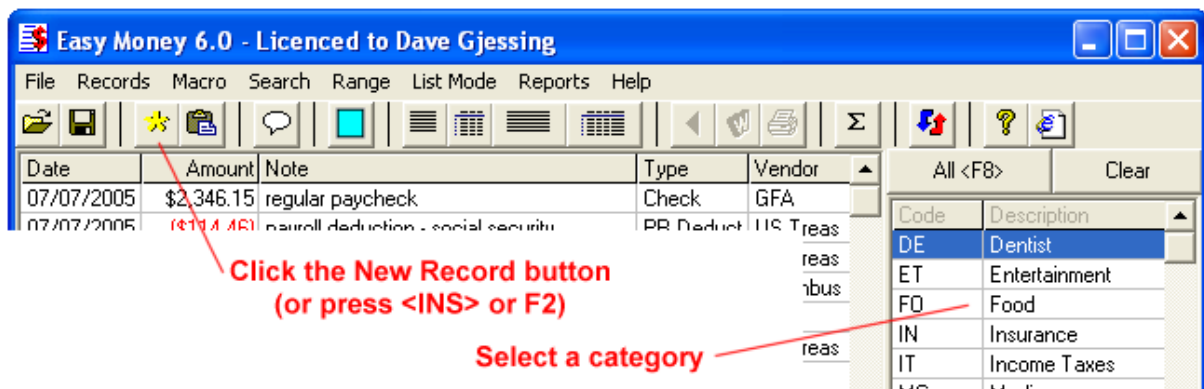 Easy Money 6.0 - Licenced to Dave Gjessing
File Records Macro Search Range List Mode Reports Help
Σ ?
Date Amount Note Type Vendor All <F8> Clear
07/07/2005 $2,346.15 regular paycheck Check GFA
Code Description
07/07/2005 ($114.46) payroll deduction - social security PR Deduct US Treas
DE Dentist
reas
Click the New Record button
ET Entertainment
nbus
(or press <INS> or F2)
FO Food
IN Insurance
reas
Select a category
IT Income Taxes